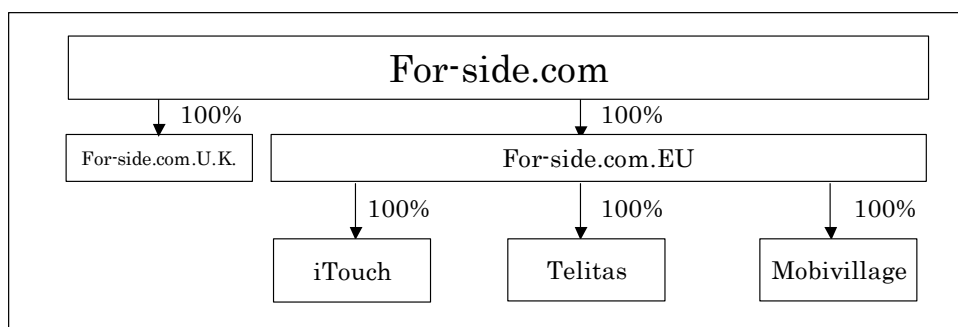 For-side.com
100%
100%
For-side.com.U.K.
For-side.com.EU
100%
100%
100%
iTouch
Telitas
Mobivillage